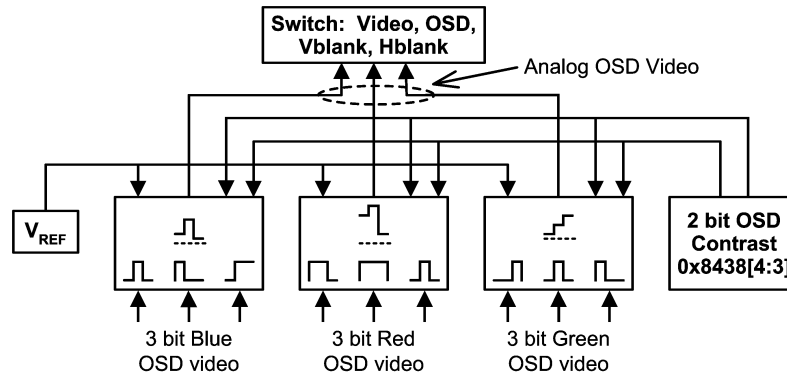 Switch: Video, OSD,
Vblank, Hblank
Analog OSD Video
VREF
2 bit OSD
Contrast
0x8438[4:3]
3 bit Blue
OSD video
3 bit Red
OSD video
3 bit Green
OSD video